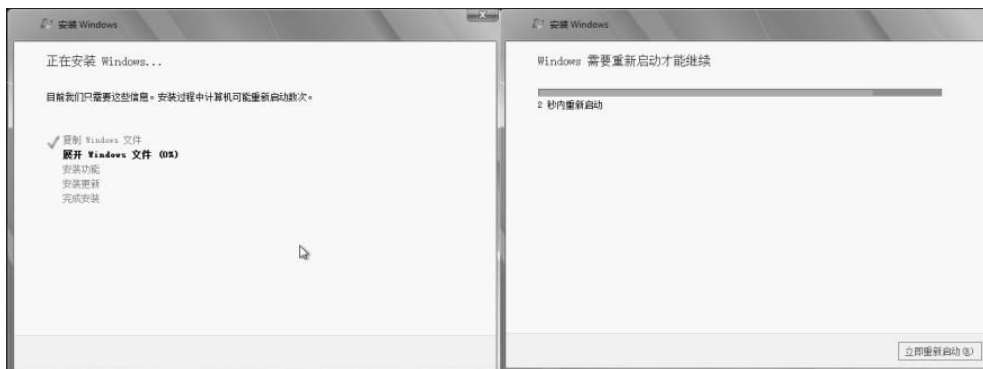 安装 Windows
正在安装 Windows...
目前我们只需要这些信息。安装过程中计算机可能重新启动数次。
复制 Windows 文件
展开 Windows 文件 (0%)
安装功能
安装更新
完成安装
安装 Windows
Windows 需要重新启动才能继续
2 秒内重新启动
立即重新启动(R)